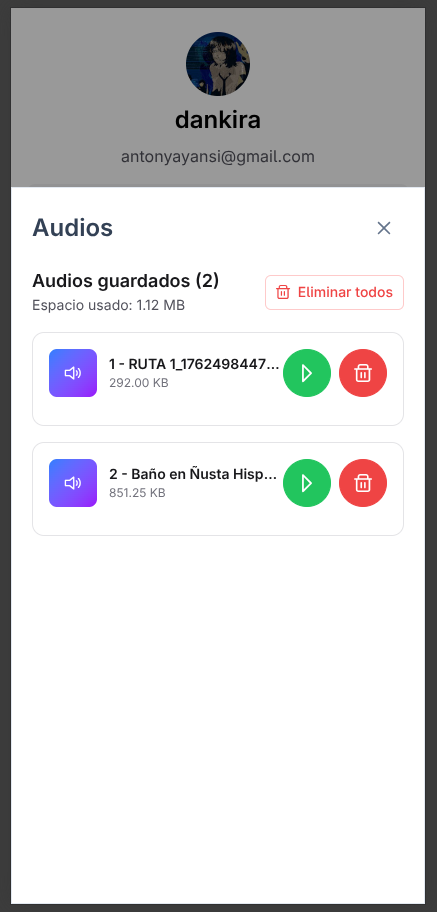 dankira
antonyayansi@gmail.com
Audios
Audios guardados (2)
Espacio usado: 1.12 MB
Eliminar todos
1 - RUTA 1_1762498447...
292.00 KB
2 - Baño en Ñusta Hisp...
851.25 KB